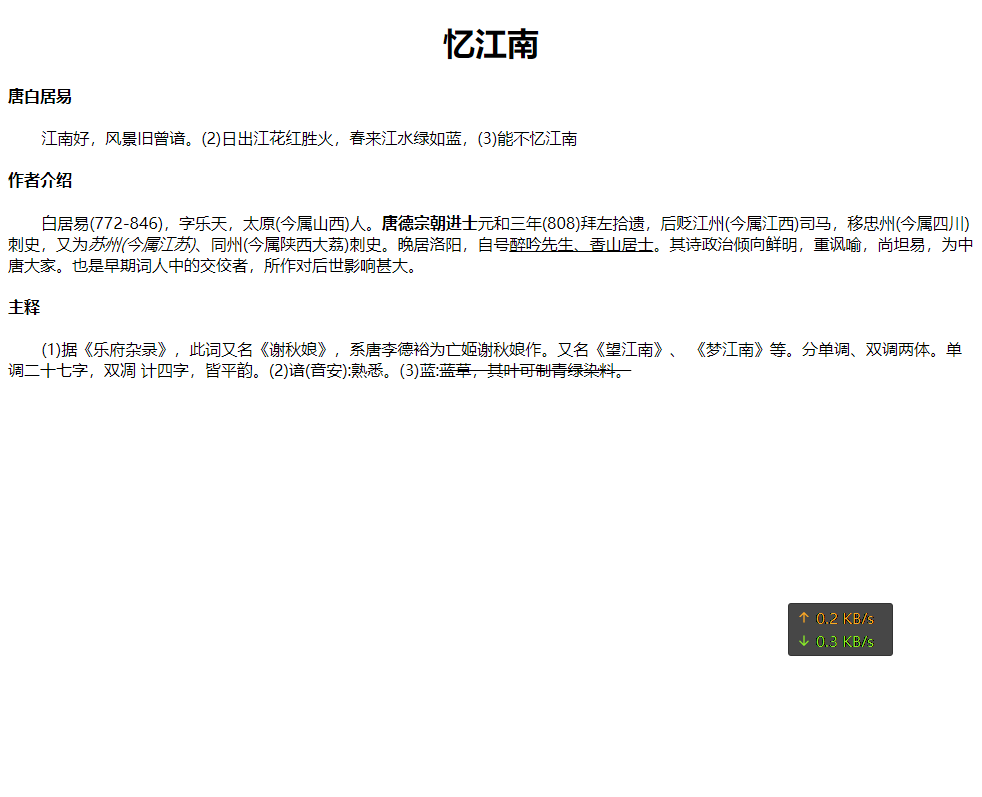 忆江南
唐白居易
江南好，风景旧曾谙。(2)日出江花红胜火，春来江水绿如蓝，(3)能不忆江南
作者介绍
白居易(772-846)，字乐天，太原(今属山西)人。唐德宗朝进士元和三年(808)拜左拾遗，后贬江州(今属江西)司马，移忠州(今属四川)
刺史，又为苏州(今属江苏)、同州(今属陕西大荔)刺史。晚居洛阳，自号醉吟先生、香山居士。其诗政治倾向鲜明，重讽喻，尚坦易，为中
唐大家。也是早期词人中的佼佼者，所作对后世影响甚大。
主释
(1)据《乐府杂录》，此词又名《谢秋娘》，系唐李德裕为亡姬谢秋娘作。又名《望江南》、 《梦江南》等。分单调、双调两体。单
调二十七字，双凋 计四字，皆平韵。(2)谙(音安):熟悉。(3)蓝:蓝草，其叶可制青绿染料。
↑ 0.2 KB/s
↓ 0.3 KB/s